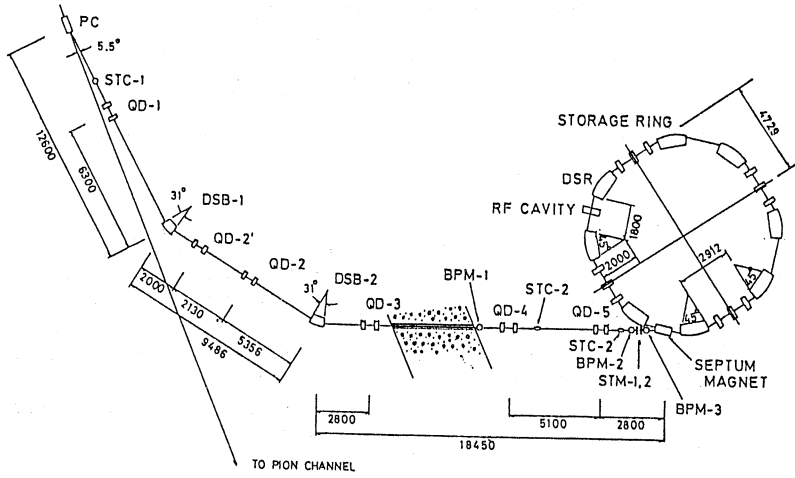 PC
5.5°
STC-1
QD-1
12600
6300
31°
DSB-1
QD-2'
QD-2
2000
2130
5356
9486
31°
DSB-2
QD-3
BPM-1
QD-4
STC-2
QD-5
STC-2
BPM-2
STM-1,2
SEPTUM
MAGNET
BPM-3
STORAGE RING
4729
DSR
RF CAVITY
1800
45°
2000
2912
45°
45°
2800
5100
2800
18450
TO PION CHANNEL